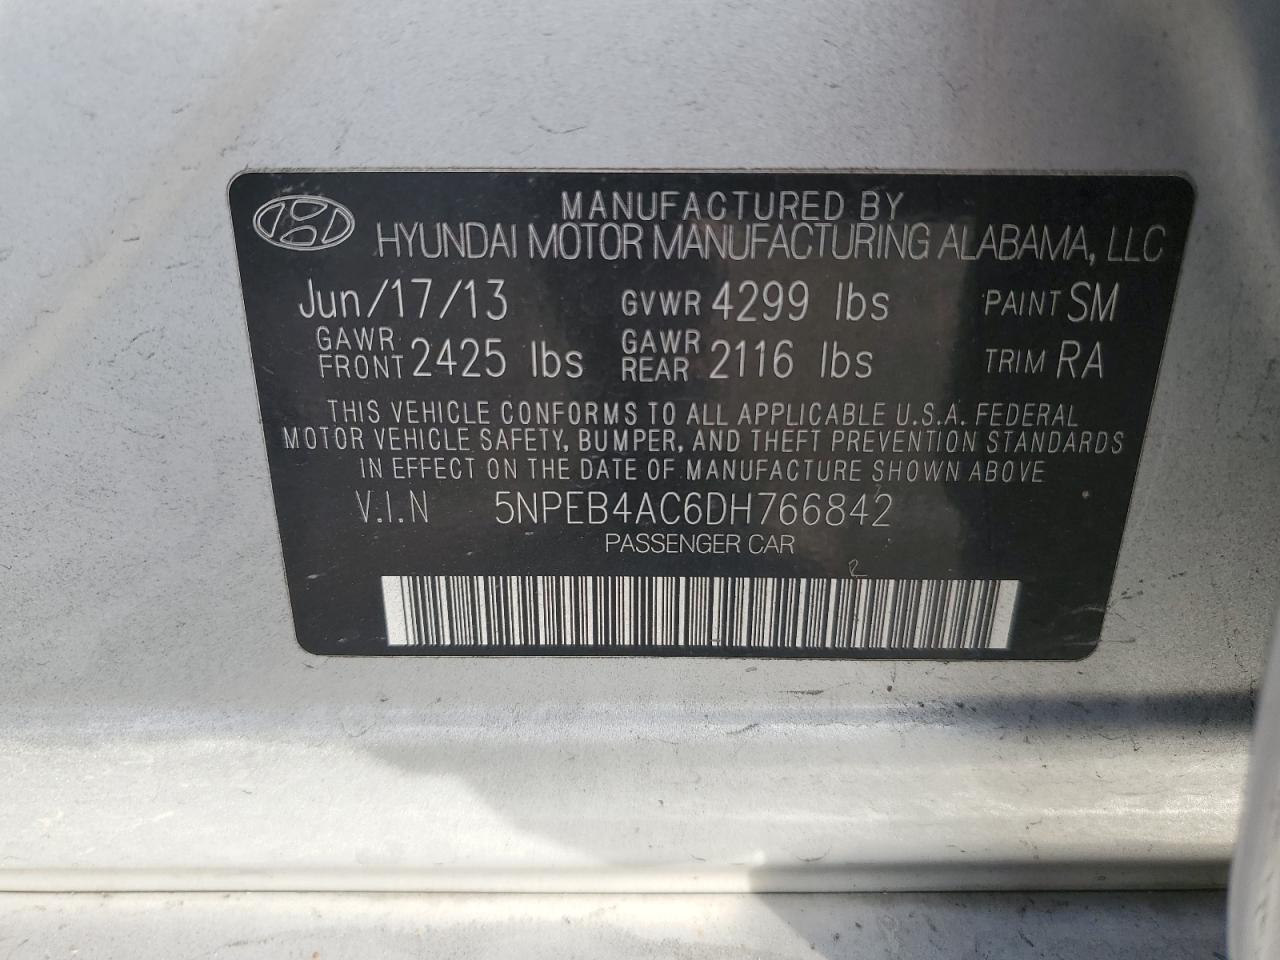 MANUFACTURED BY
HYUNDAI MOTOR MANUFACTURING ALABAMA, LLC
Jun/17/13 GVWR 4299 lbs PAINT SM
GAWR FRONT 2425 lbs GAWR REAR 2116 lbs TRIM RA
THIS VEHICLE CONFORMS TO ALL APPLICABLE U.S.A. FEDERAL
MOTOR VEHICLE SAFETY, BUMPER, AND THEFT PREVENTION STANDARDS
IN EFFECT ON THE DATE OF MANUFACTURE SHOWN ABOVE
V.I.N 5NPEB4AC6DH766842
PASSENGER CAR